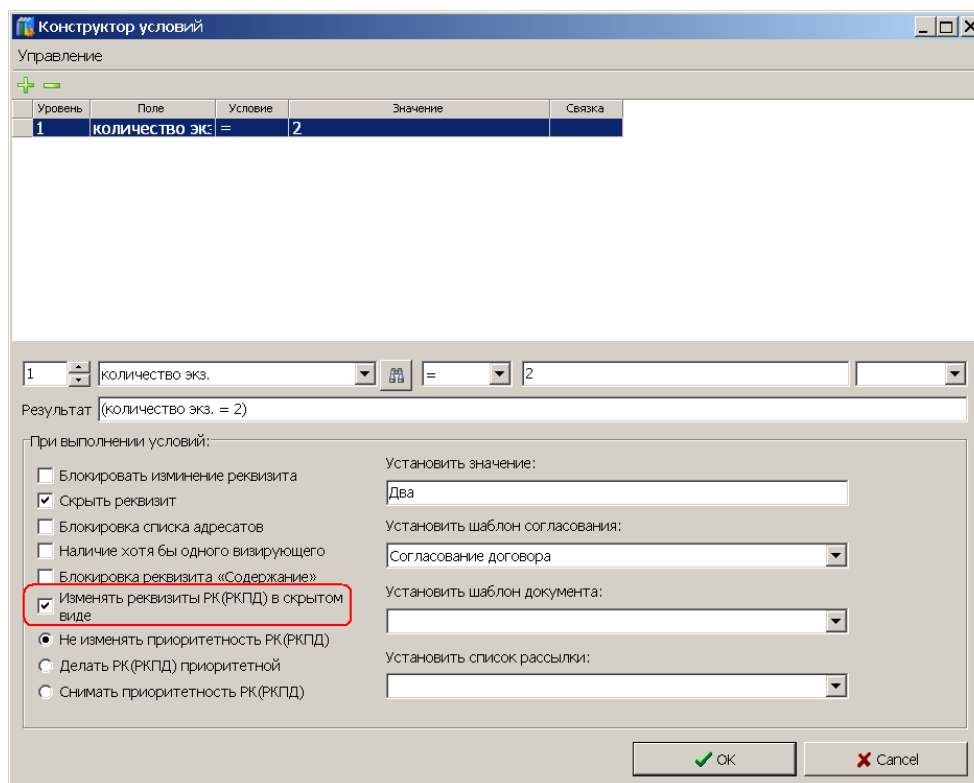 Конструктор условий
Управление
Уровень Поле Условие Значение Связка
1 количество экз = 2
1 количество экз. = 2
Результат (количество экз. = 2)
При выполнении условий:
Блокировать изминение реквизита
Скрыть реквизит
Блокировка списка адресатов
Наличие хотя бы одного визирующего
Блокировка реквизита «Содержание»
Изменять реквизиты РК(РКПД) в скрытом
виде
Не изменять приоритетность РК(РКПД)
Делать РК(РКПД) приоритетной
Снимать приоритетность РК(РКПД)
Установить значение:
Два
Установить шаблон согласования:
Согласование договора
Установить шаблон документа:
Установить список рассылки:
OK Cancel